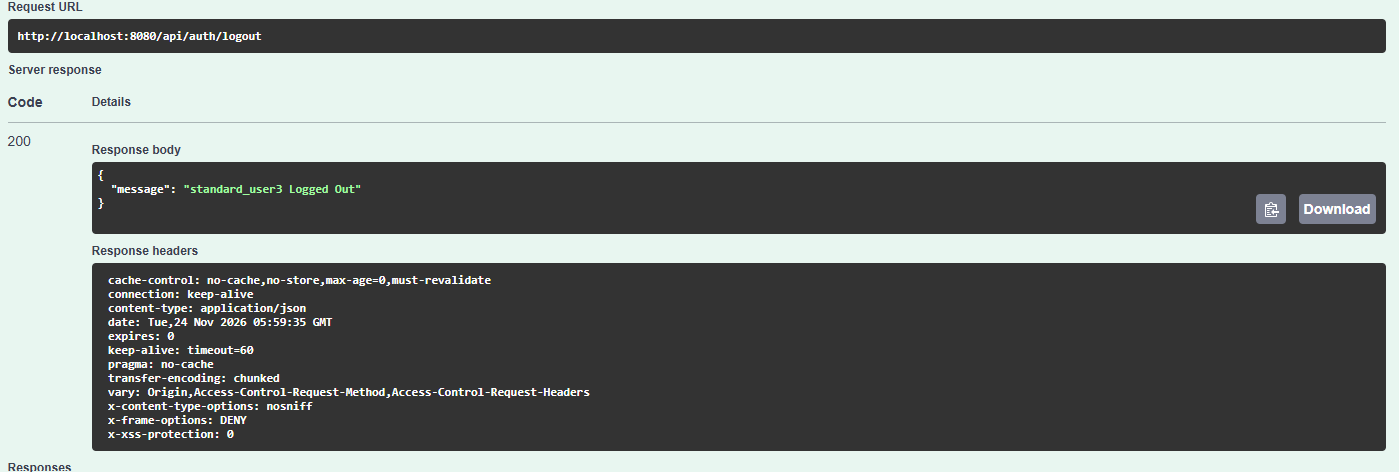 Request URL
http://localhost:8080/api/auth/logout
Server response
Code Details
200
Response body
{
"message": "standard_user3 Logged Out"
}
Download
Response headers
cache-control: no-cache,no-store,max-age=0,must-revalidate
connection: keep-alive
content-type: application/json
date: Tue,24 Nov 2026 05:59:35 GMT
expires: 0
keep-alive: timeout=60
pragma: no-cache
transfer-encoding: chunked
vary: Origin,Access-Control-Request-Method,Access-Control-Request-Headers
x-content-type-options: nosniff
x-frame-options: DENY
x-xss-protection: 0
Responses